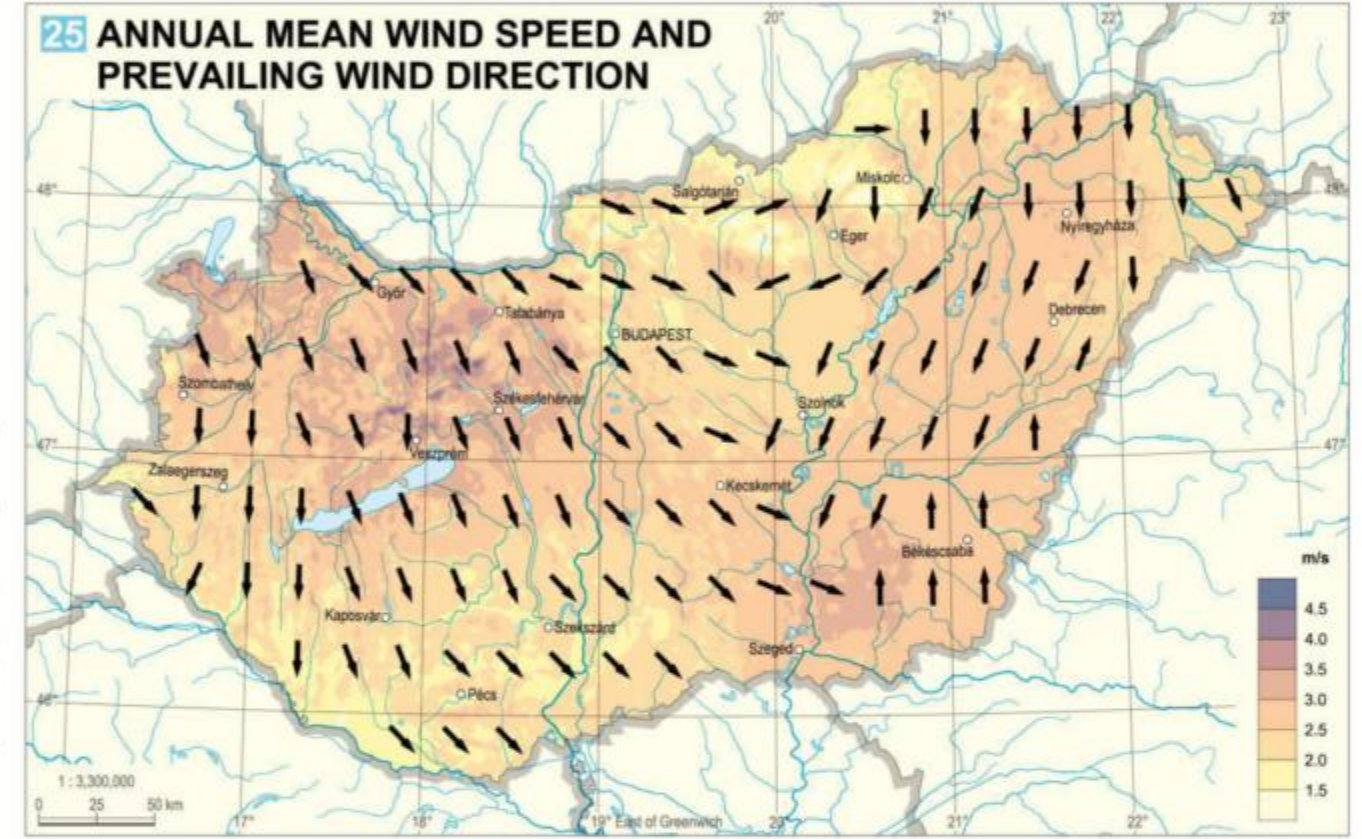 25 ANNUAL MEAN WIND SPEED AND
PREVAILING WIND DIRECTION
20°
21°
22°
23°
48°
48°
Salgótarján
Miskolc
Eger
Nyíregyháza
Győr
Tatabánya
BUDAPEST
Debrecen
Szombathely
Székesfehérvár
Szolnok
47°
47°
Veszprém
Zalaegerszeg
Kecskemét
Békéscsaba
m/s
4.5
4.0
3.5
3.0
2.5
2.0
1.5
Kaposvár
Szekszárd
Szeged
46°
Pécs
1 : 3,300,000
0 25 50 km
17°
18°
19° East of Greenwich
20°
21°
22°